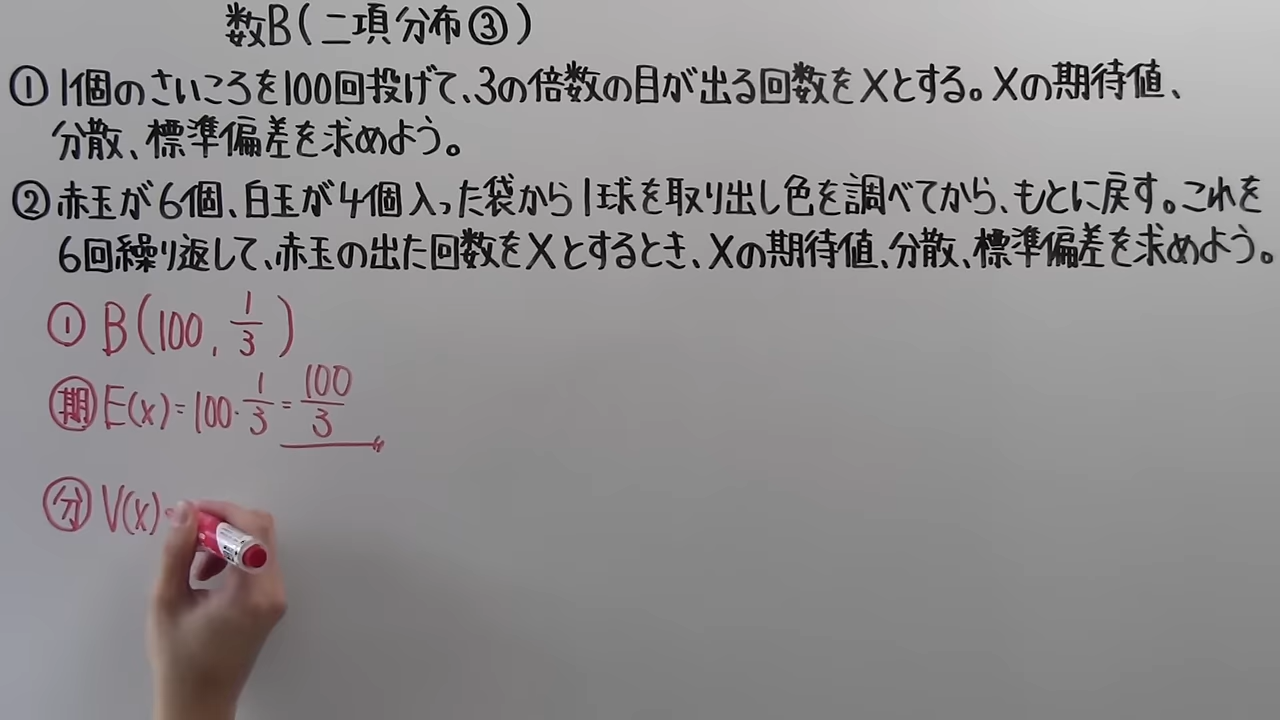 数B(二項分布③)
①1個のさいころを100回投げて、3の倍数の目が出る回数をXとする。Xの期待値、
分散、標準偏差を求めよう。
②赤玉が6個、白玉が4個入った袋から1球を取り出し色を調べてから、もとに戻す。これを
6回繰り返して、赤玉の出た回数をXとするとき、Xの期待値、分散、標準偏差を求めよう。
① B(100, 1/3)
期 E(x)=100・1/3=100/3
分 V(x)